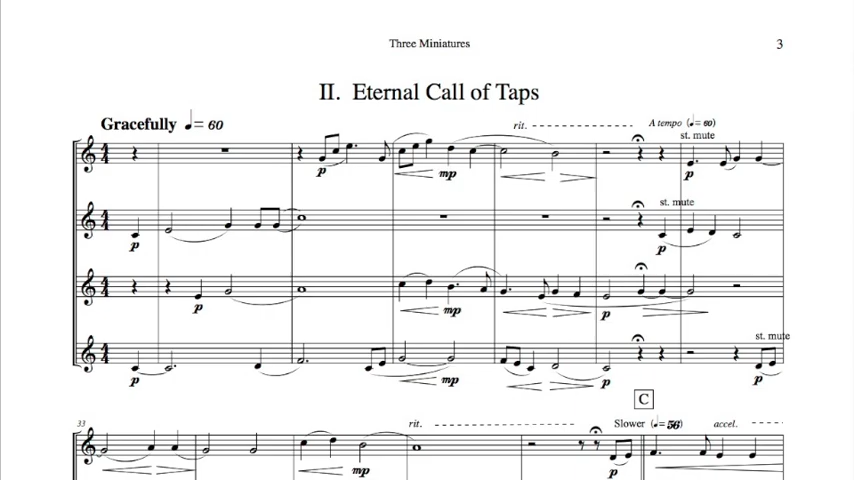 Three Miniatures
3
II. Eternal Call of Taps
Gracefully ♩= 60
rit.
A tempo (♩= 60)
st. mute
p
mp
st. mute
p
p
mp
p
st. mute
p
mp
p
C
33
rit.
Slower (♩= 56)
accel.
mp
p